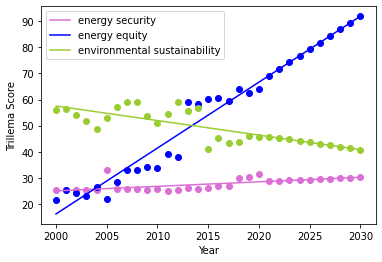 energy security
energy equity
environmental sustainability
Trillema Score
90
80
70
60
50
40
30
20
2000 2005 2010 2015 2020 2025 2030
Year